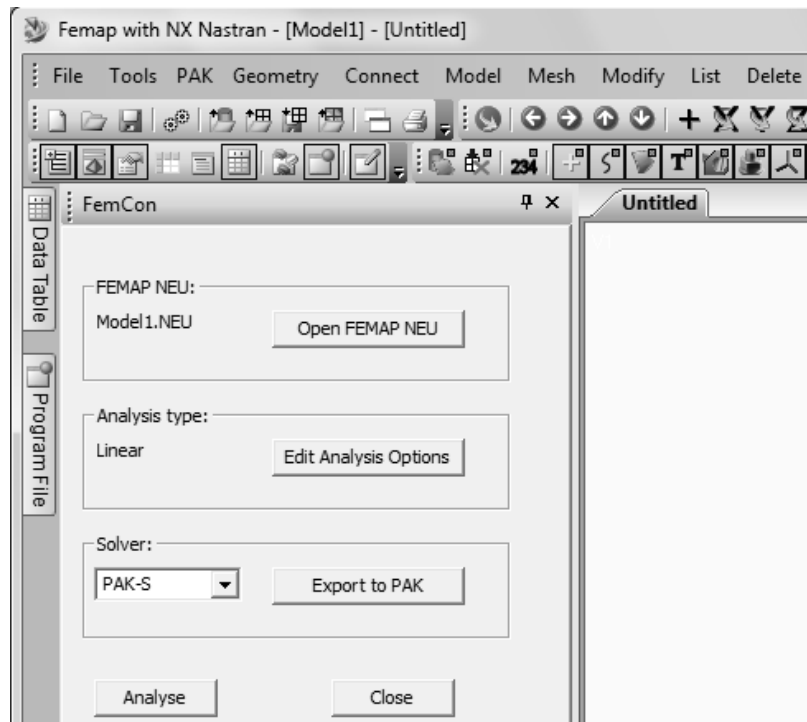 Femap with NX Nastran - [Model1] - [Untitled]
File Tools PAK Geometry Connect Model Mesh Modify List Delete
234
T
FemCon
Untitled
Data Table
Program File
FEMAP NEU:
Model1.NEU
Open FEMAP NEU
Analysis type:
Linear
Edit Analysis Options
Solver:
PAK-S
Export to PAK
Analyse
Close